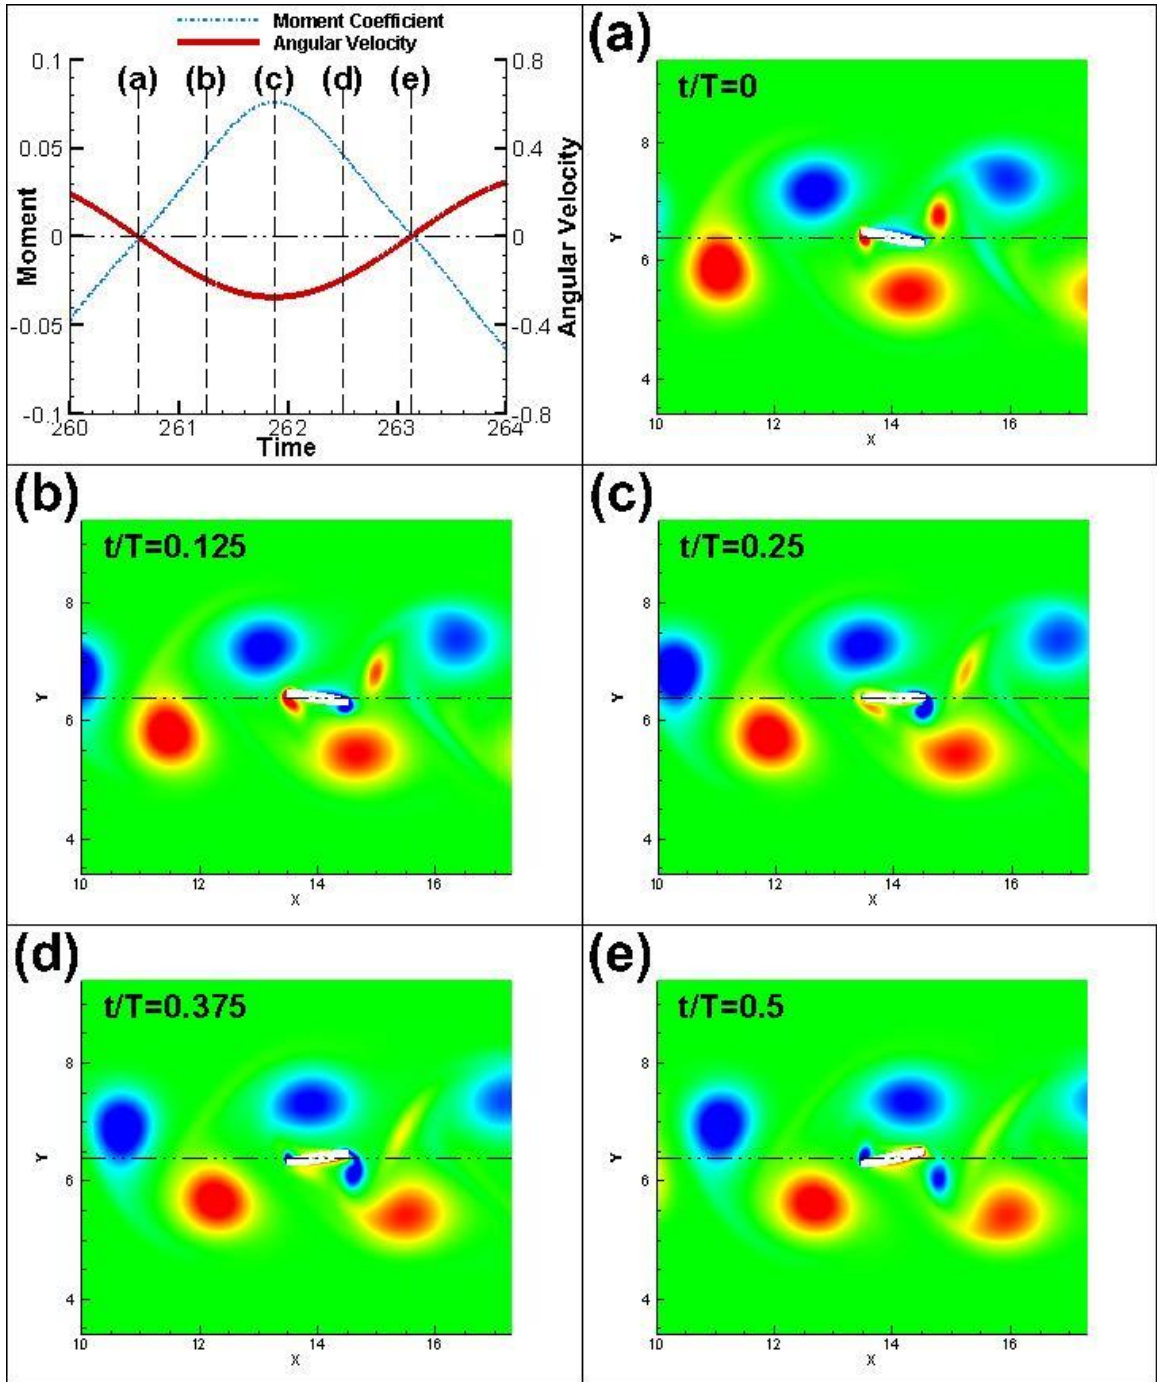 Moment Coefficient
Angular Velocity
0.1
0.8
(a)
(b)
(c)
(d)
(e)
0.05
0.4
Moment
0
0
Angular Velocity
-0.05
-0.4
-0.1
-0.8
260
261
262
263
264
Time
(a)
t/T=0
8
Y
6
4
10
12
14
16
X
(b)
t/T=0.125
8
Y
6
4
10
12
14
16
X
(c)
t/T=0.25
8
Y
6
4
10
12
14
16
X
(d)
t/T=0.375
8
Y
6
4
10
12
14
16
X
(e)
t/T=0.5
8
Y
6
4
10
12
14
16
X